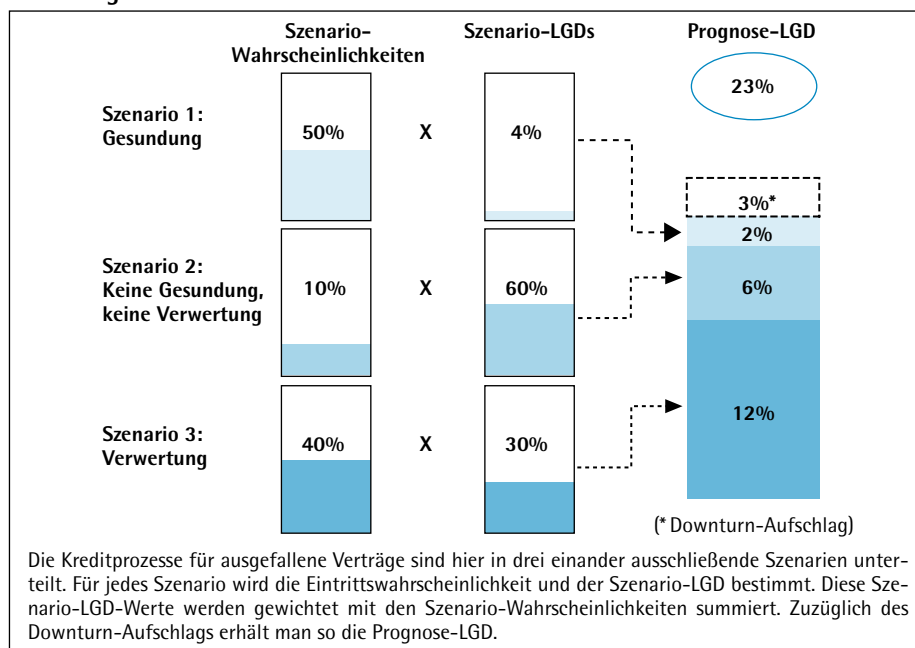 Szenario-
Wahrscheinlichkeiten
Szenario-LGDs
Prognose-LGD
23%
Szenario 1:
Gesundung
50%
X
4%
3%*
2%
Szenario 2:
Keine Gesundung,
keine Verwertung
10%
X
60%
6%
Szenario 3:
Verwertung
40%
X
30%
12%
(* Downturn-Aufschlag)
Die Kreditprozesse für ausgefallene Verträge sind hier in drei einander ausschließende Szenarien unter-
teilt. Für jedes Szenario wird die Eintrittswahrscheinlichkeit und der Szenario-LGD bestimmt. Diese Sze-
nario-LGD-Werte werden gewichtet mit den Szenario-Wahrscheinlichkeiten summiert. Zuzüglich des
Downturn-Aufschlags erhält man so die Prognose-LGD.